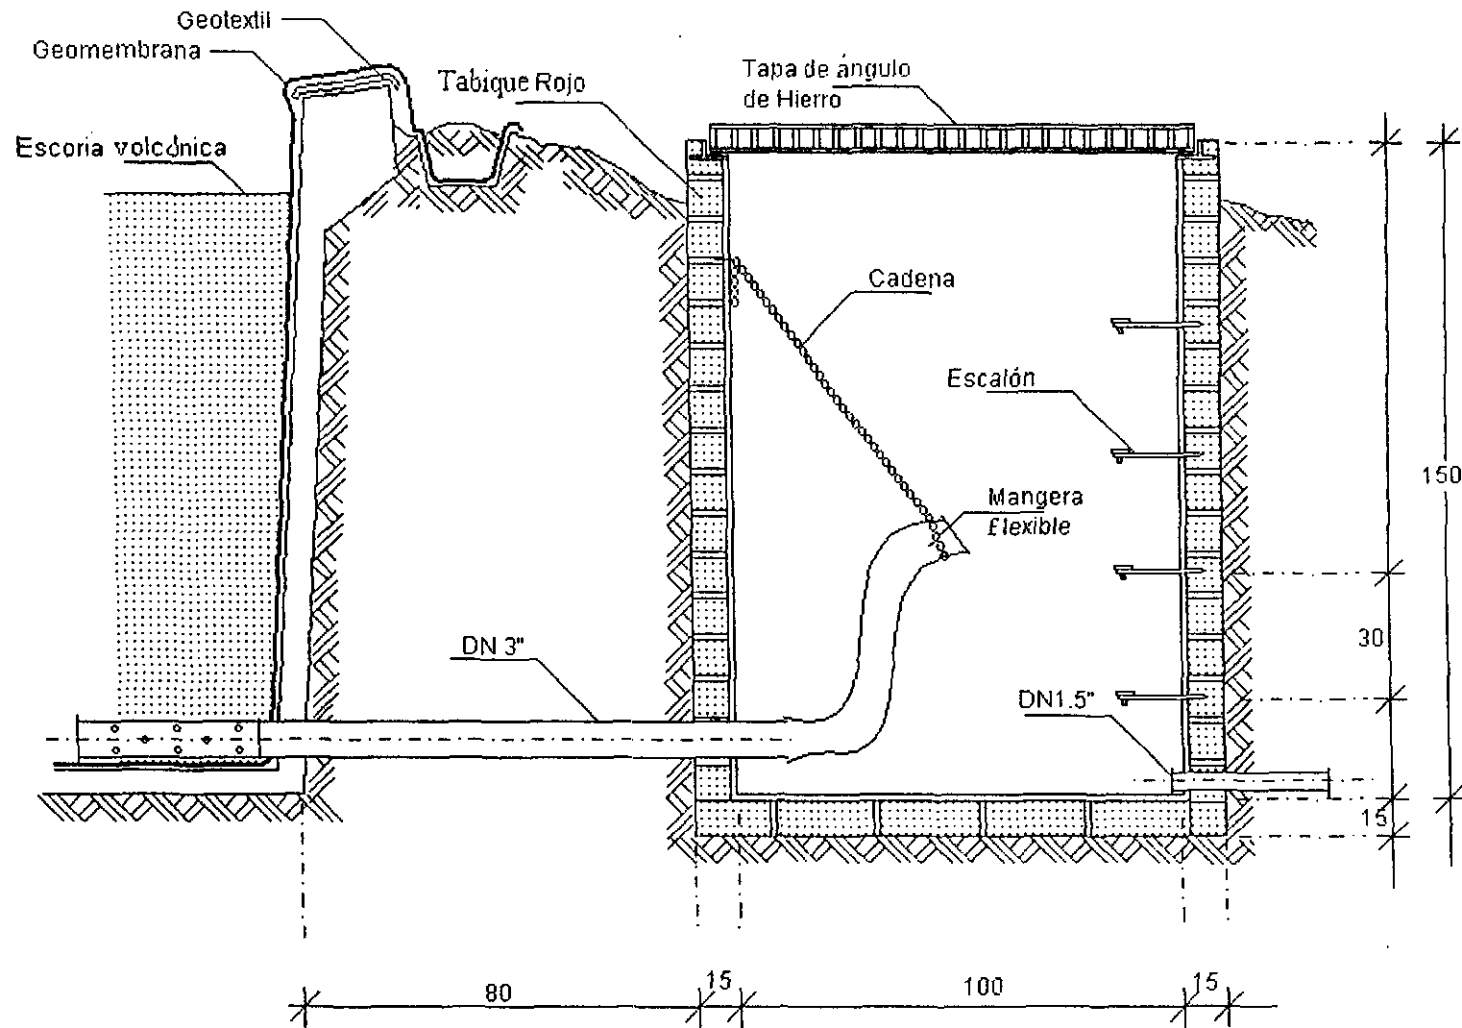 Geotextil
Geomembrana
Tabique Rojo
Tapa de ángulo
de Hierro
Escoria volcánica
Cadena
Escalón
150
Mangera
flexible
30
DN 3"
DN1.5"
15
80
15
100
15